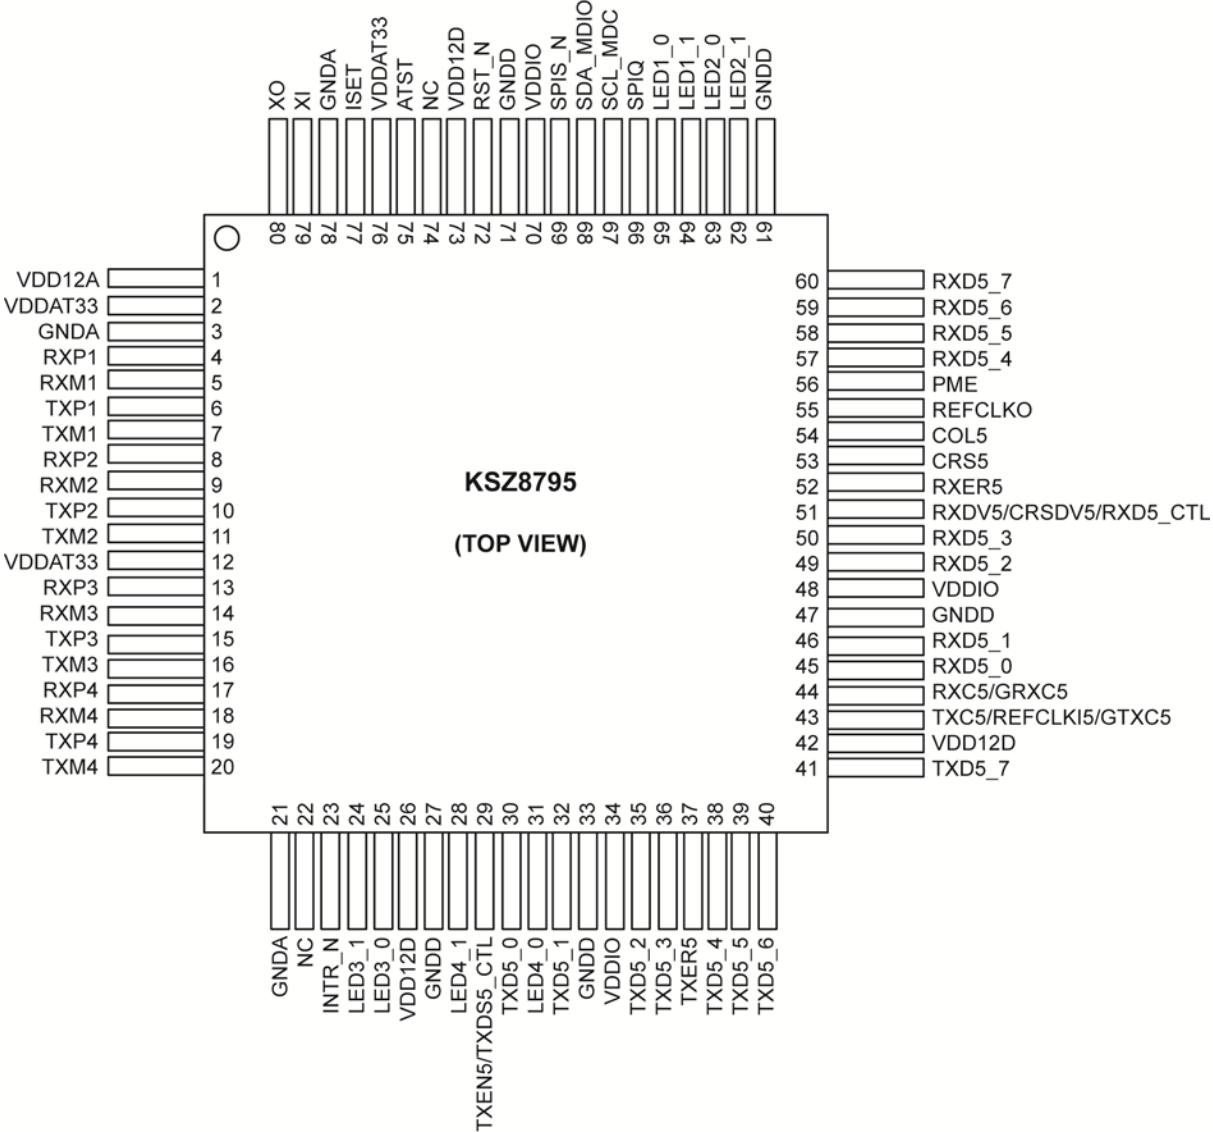 XO
XI
GNDA
ISET
VDDAT33
ATST
NC
VDD12D
RST_N
GNDD
VDDIO
SPIS_N
SDA_MDIO
SCL_MDC
SPIQ
LED1_0
LED1_1
LED2_0
LED2_1
GNDD
80
79
78
77
76
75
74
73
72
71
70
69
68
67
66
65
64
63
62
61
VDD12A 1
VDDAT33 2
GNDA 3
RXP1 4
RXM1 5
TXP1 6
TXM1 7
RXP2 8
RXM2 9
TXP2 10
TXM2 11
VDDAT33 12
RXP3 13
RXM3 14
TXP3 15
TXM3 16
RXP4 17
RXM4 18
TXP4 19
TXM4 20
KSZ8795
(TOP VIEW)
60 RXD5_7
59 RXD5_6
58 RXD5_5
57 RXD5_4
56 PME
55 REFCLKO
54 COL5
53 CRS5
52 RXER5
51 RXDV5/CRSDV5/RXD5_CTL
50 RXD5_3
49 RXD5_2
48 VDDIO
47 GNDD
46 RXD5_1
45 RXD5_0
44 RXC5/GRXC5
43 TXC5/REFCLKI5/GTXC5
42 VDD12D
41 TXD5_7
21
22
23
24
25
26
27
28
29
30
31
32
33
34
35
36
37
38
39
40
GNDA
NC
INTR_N
LED3_1
LED3_0
VDD12D
GNDD
LED4_1
TXEN5/TXDS5_CTL
TXD5_0
LED4_0
TXD5_1
GNDD
VDDIO
TXD5_2
TXD5_3
TXER5
TXD5_4
TXD5_5
TXD5_6